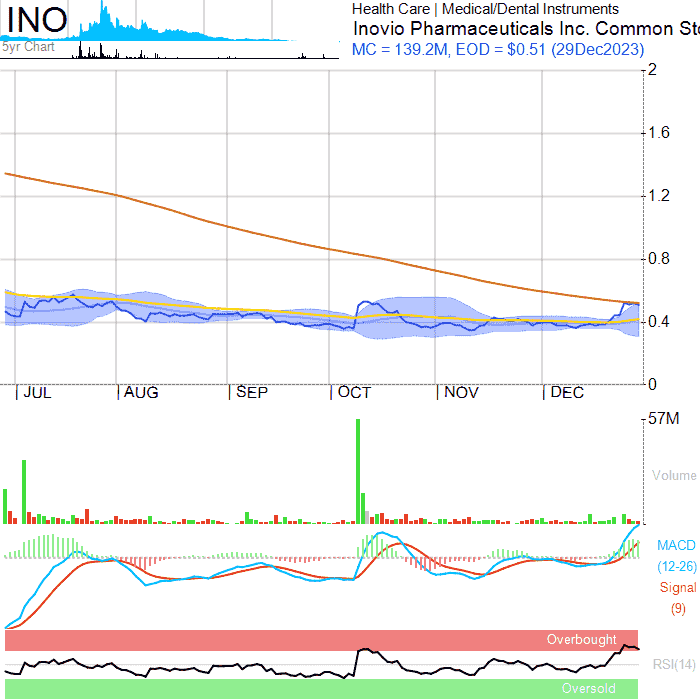 INO
5yr Chart
Health Care | Medical/Dental Instruments
Inovio Pharmaceuticals Inc. Common Sto
MC = 139.2M, EOD = $0.51 (29Dec2023)
2
1.6
1.2
0.8
0.4
0
JUL AUG SEP OCT NOV DEC
57M
Volume
MACD
(12-26)
Signal
(9)
Overbought
RSI(14)
Oversold